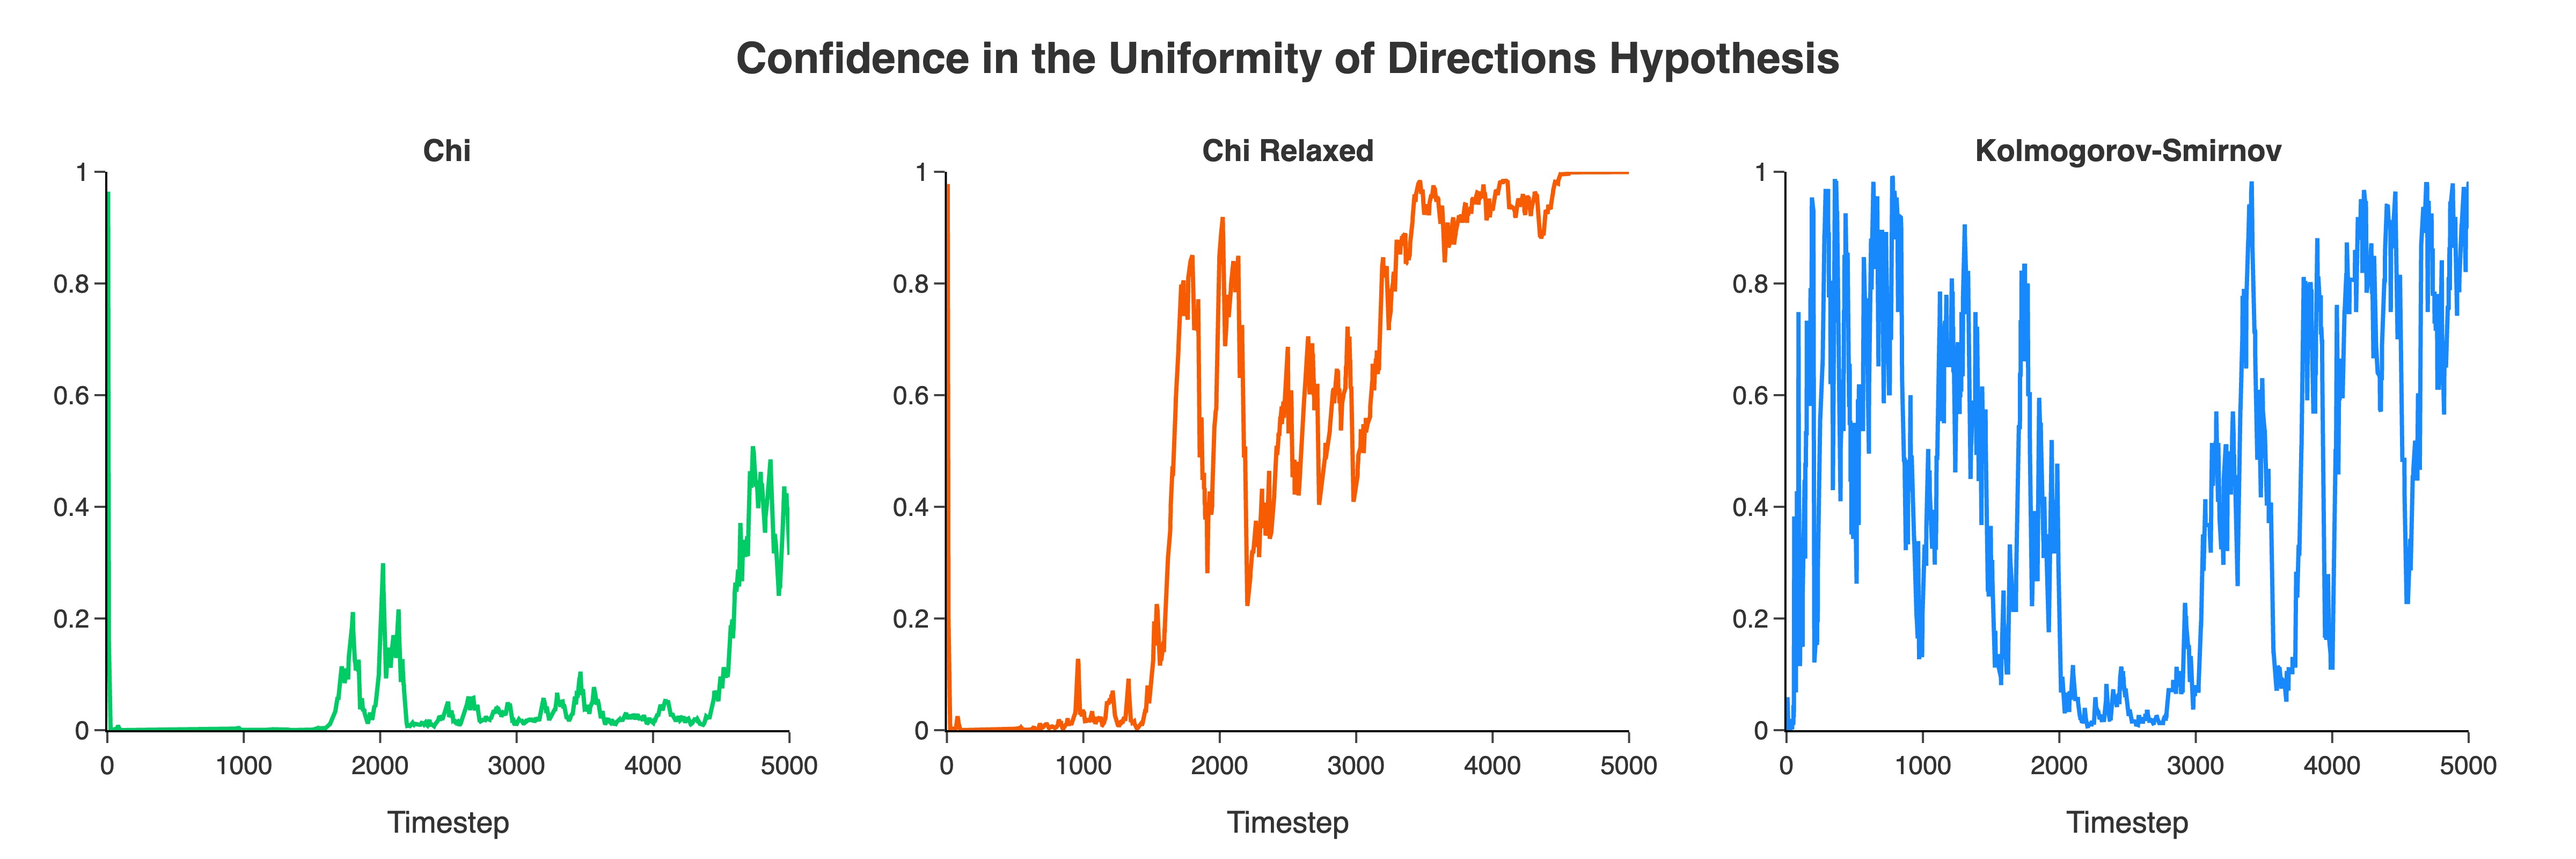 Confidence in the Uniformity of Directions Hypothesis
Chi
Chi Relaxed
Kolmogorov-Smirnov
1
0.8
0.6
0.4
0.2
0
0 1000 2000 3000 4000 5000
Timestep
1
0.8
0.6
0.4
0.2
0
0 1000 2000 3000 4000 5000
Timestep
1
0.8
0.6
0.4
0.2
0
0 1000 2000 3000 4000 5000
Timestep